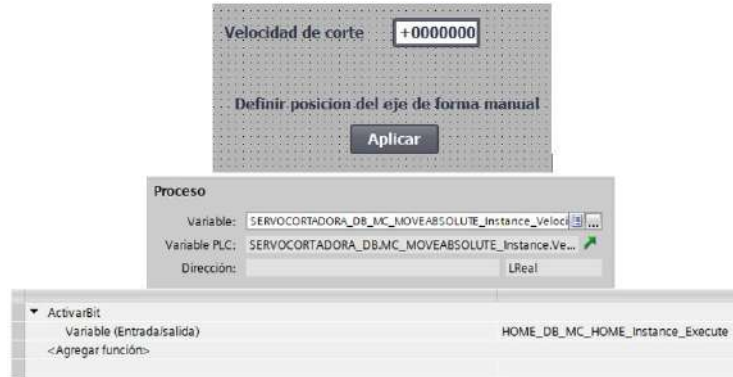 Velocidad de corte +0000000
Definir posicion del eje de forma manual
Aplicar
Proceso
Variable: SERVOCORTADORA_DB_MC_MOVEABSOLUTE_Instance_Veloci ...
Variable PLC: SERVOCORTADORA_DB.MC_MOVEABSOLUTE_Instance.Ve...
Dirección: LReal
ActivarBit
Variable (Entrada/salida) HOME_DB_MC_HOME_Instance_Execute
<Agregar función>